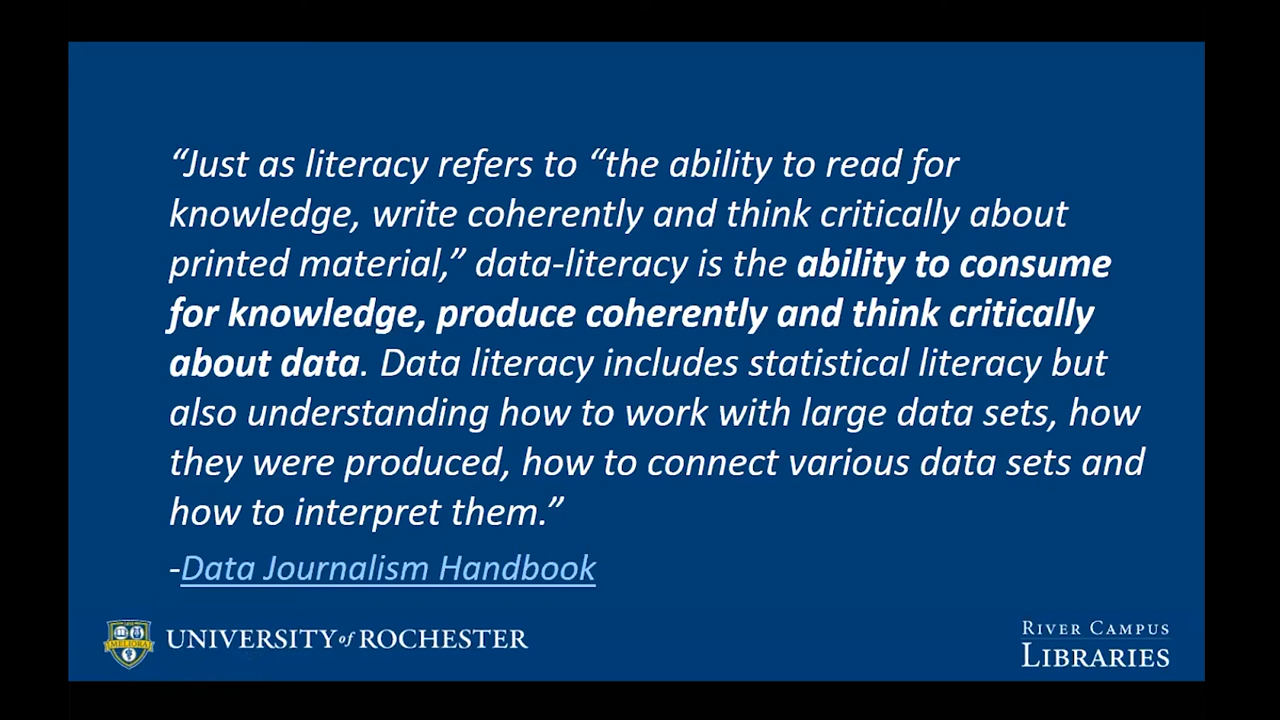 “Just as literacy refers to “the ability to read for
knowledge, write coherently and think critically about
printed material,” data-literacy is the ability to consume
for knowledge, produce coherently and think critically
about data. Data literacy includes statistical literacy but
also understanding how to work with large data sets, how
they were produced, how to connect various data sets and
how to interpret them.”
-Data Journalism Handbook
MELIORA
UNIVERSITY of ROCHESTER
RIVER CAMPUS
LIBRARIES